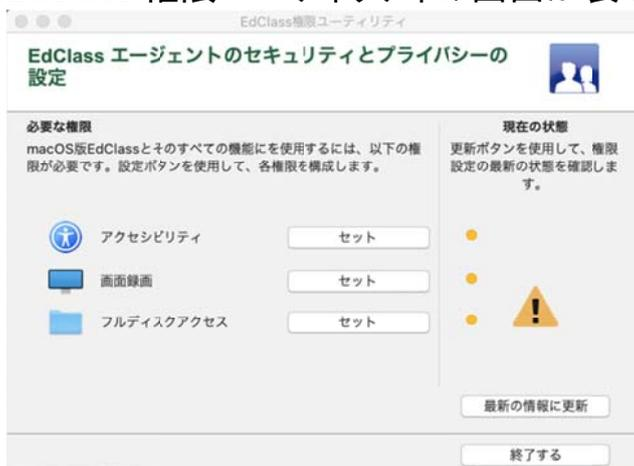 EdClass権限ユーティリティ
EdClass エージェントのセキュリティとプライバシーの
設定
必要な権限
macOS版EdClassとそのすべての機能にを使用するには、以下の権
限が必要です。設定ボタンを使用して、各権限を構成します。
現在の状態
更新ボタンを使用して、権限
設定の最新の状態を確認しま
す。
アクセシビリティ
セット
画面録画
セット
フルディスクアクセス
セット
最新の情報に更新
終了する